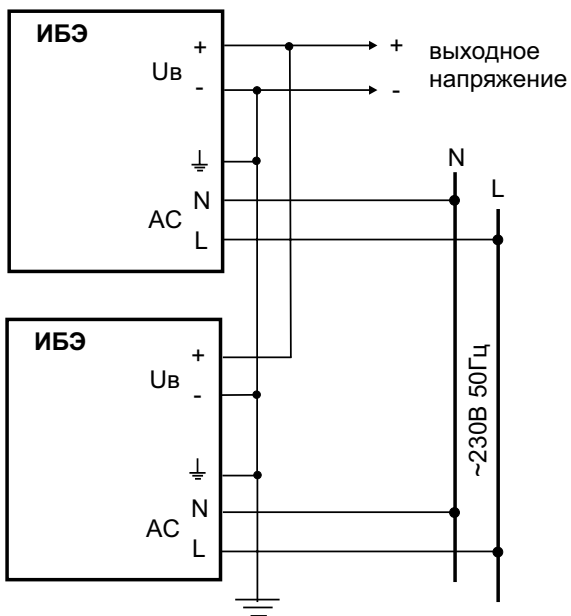 ИБЭ
+
Uв
-
N
AC
L
+
-
выходное
напряжение
N
L
~230В 50Гц
ИБЭ
+
Uв
-
N
AC
L